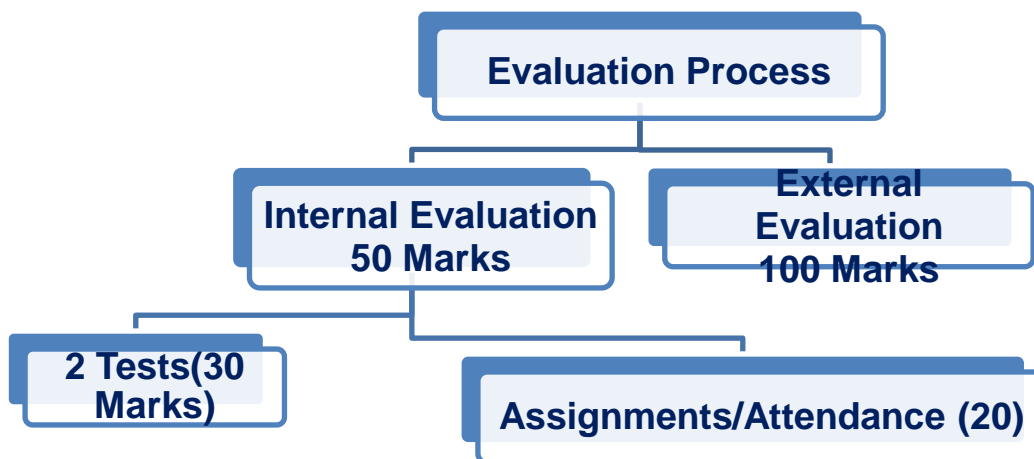 Evaluation Process
Internal Evaluation
50 Marks
External
Evaluation
100 Marks
2 Tests(30
Marks)
Assignments/Attendance (20)